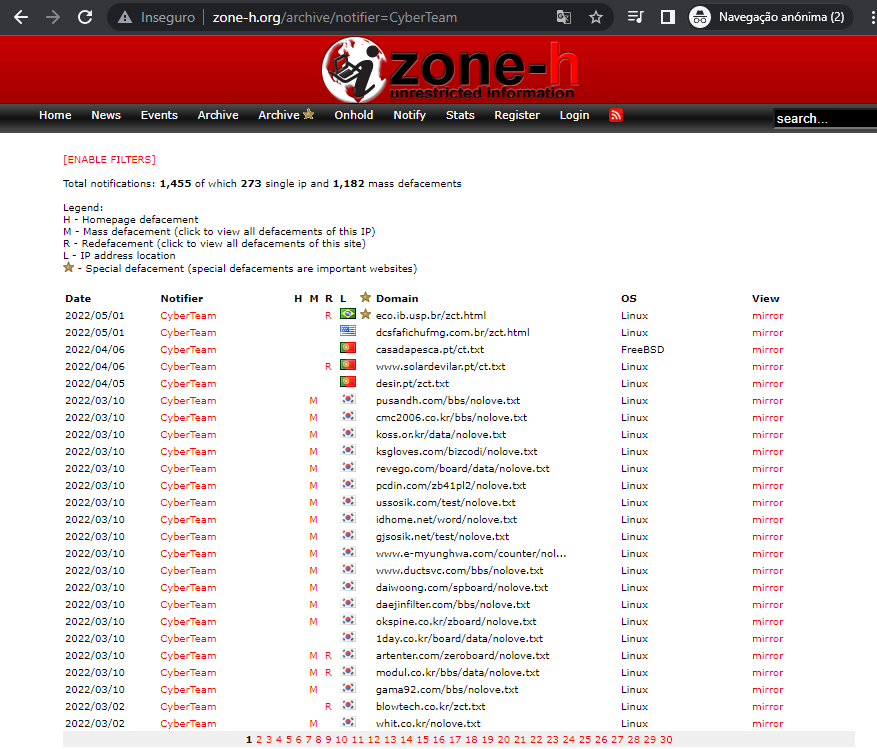 Inseguro | zone-h.org/archive/notifier=CyberTeam
Navegação anónima (2)
zone-h
unrestricted information
Home News Events Archive Archive Onhold Notify Stats Register Login search...
[ENABLE FILTERS]
Total notifications: 1,455 of which 273 single ip and 1,182 mass defacements
Legend:
H - Homepage defacement
M - Mass defacement (click to view all defacements of this IP)
R - Redefacement (click to view all defacements of this site)
L - IP address location
- Special defacement (special defacements are important websites)
Date Notifier H M R L Domain OS View
2022/05/01 CyberTeam R eco.ib.usp.br/zct.html Linux mirror
2022/05/01 CyberTeam dcsfafichufmg.com.br/zct.html Linux mirror
2022/04/06 CyberTeam casadapesca.pt/ct.txt FreeBSD mirror
2022/04/06 CyberTeam R www.solardevilar.pt/ct.txt Linux mirror
2022/04/05 CyberTeam desir.pt/zct.txt Linux mirror
2022/03/10 CyberTeam M pusandh.com/bbs/nolove.txt Linux mirror
2022/03/10 CyberTeam M cmc2006.co.kr/bbs/nolove.txt Linux mirror
2022/03/10 CyberTeam M koss.or.kr/data/nolove.txt Linux mirror
2022/03/10 CyberTeam M ksgloves.com/bizcodi/nolove.txt Linux mirror
2022/03/10 CyberTeam M revego.com/board/data/nolove.txt Linux mirror
2022/03/10 CyberTeam M pcdin.com/zb41pl2/nolove.txt Linux mirror
2022/03/10 CyberTeam M ussosik.com/test/nolove.txt Linux mirror
2022/03/10 CyberTeam M idhome.net/word/nolove.txt Linux mirror
2022/03/10 CyberTeam M gjsosik.net/test/nolove.txt Linux mirror
2022/03/10 CyberTeam M www.e-myunghwa.com/counter/nol... Linux mirror
2022/03/10 CyberTeam M www.ductsvc.com/bbs/nolove.txt Linux mirror
2022/03/10 CyberTeam M daiwoong.com/spboard/nolove.txt Linux mirror
2022/03/10 CyberTeam M daejinfilter.com/bbs/nolove.txt Linux mirror
2022/03/10 CyberTeam M okspine.co.kr/zboard/nolove.txt Linux mirror
2022/03/10 CyberTeam 1day.co.kr/board/data/nolove.txt Linux mirror
2022/03/10 CyberTeam M R artenter.com/zeroboard/nolove.txt Linux mirror
2022/03/10 CyberTeam M R modul.co.kr/bbs/data/nolove.txt Linux mirror
2022/03/10 CyberTeam M gama92.com/bbs/nolove.txt Linux mirror
2022/03/02 CyberTeam R blowtech.co.kr/zct.txt Linux mirror
2022/03/02 CyberTeam M whit.co.kr/nolove.txt Linux mirror
1 2 3 4 5 6 7 8 9 10 11 12 13 14 15 16 17 18 19 20 21 22 23 24 25 26 27 28 29 30